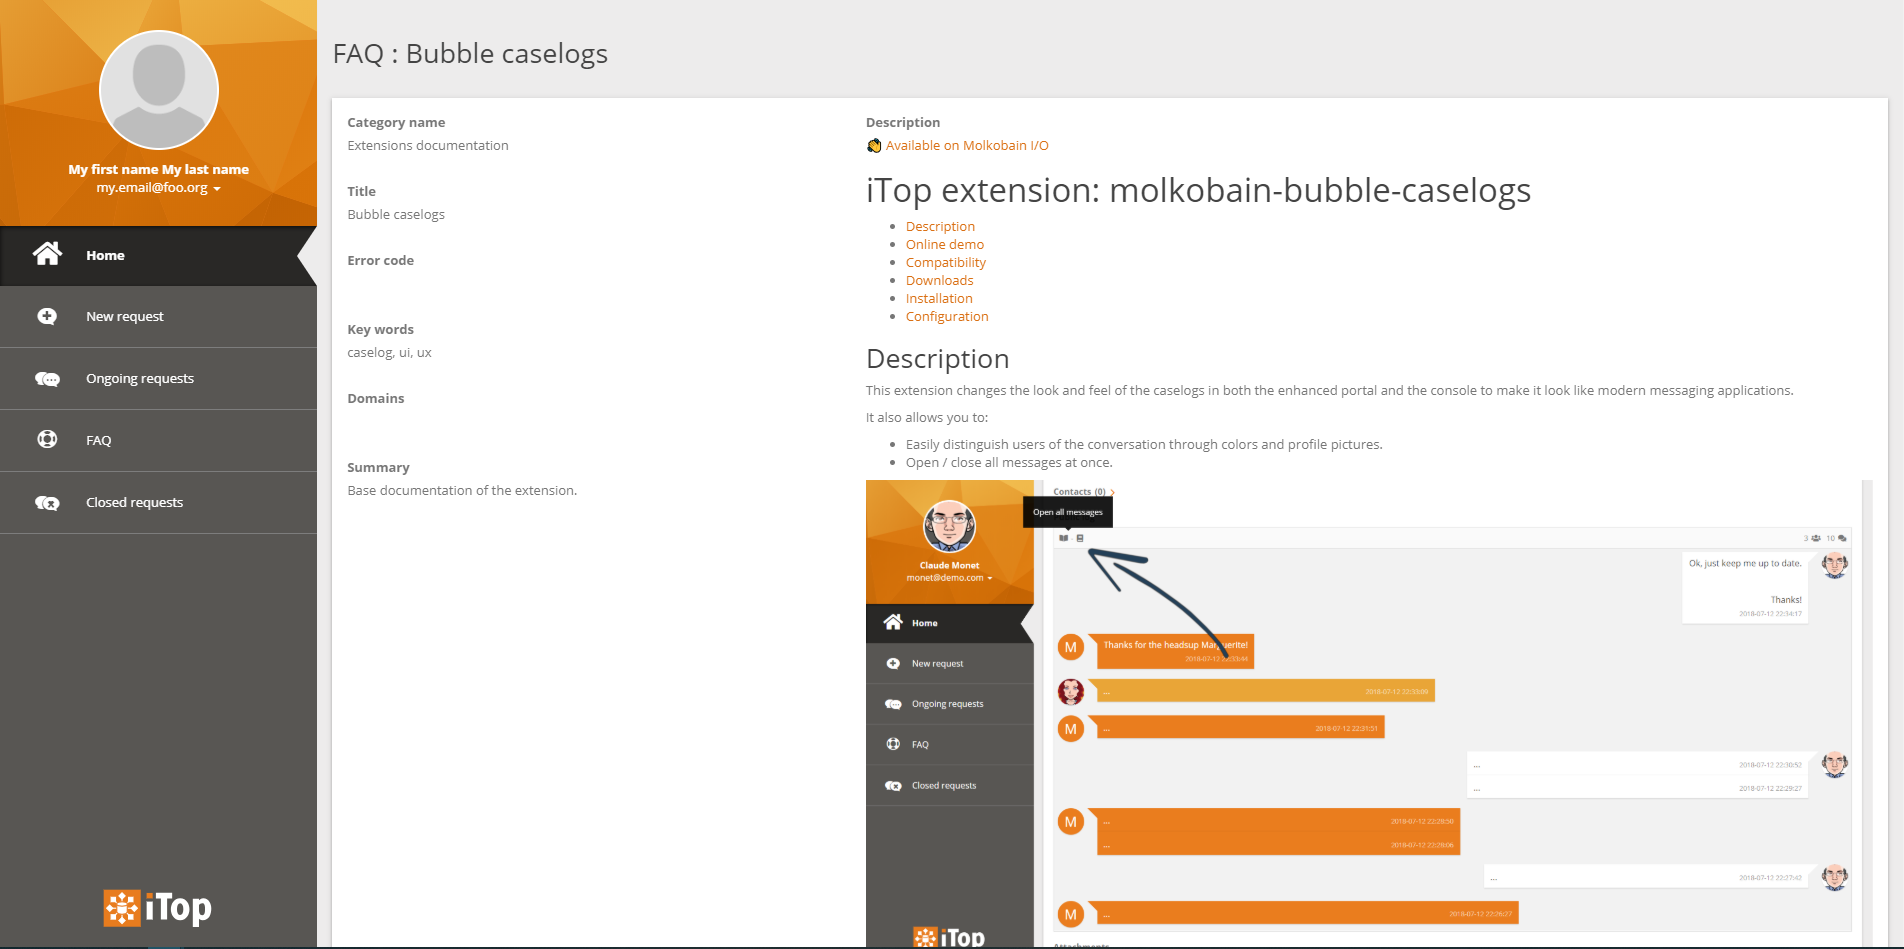 My first name My last name
my.email@foo.org
Home
New request
Ongoing requests
FAQ
Closed requests
iTop
FAQ : Bubble caselogs
Category name
Extensions documentation
Title
Bubble caselogs
Error code
Key words
caselog, ui, ux
Domains
Summary
Base documentation of the extension.
Description
Available on Molkobain I/O
iTop extension: molkobain-bubble-caselogs
Description
Online demo
Compatibility
Downloads
Installation
Configuration
Description
This extension changes the look and feel of the caselogs in both the enhanced portal and the console to make it look like modern messaging applications.
It also allows you to:
Easily distinguish users of the conversation through colors and profile pictures.
Open / close all messages at once.
Claude Monet
monet@demo.com
Home
New request
Ongoing requests
FAQ
Closed requests
iTop
Contacts (0)
Open all messages
3 10
Ok, just keep me up to date.
Thanks!
2018-07-12 22:34:17
M
Thanks for the headsup Marguerite!
2018-07-12 22:33:44
... 2018-07-12 22:33:09
M
... 2018-07-12 22:31:51
... 2018-07-12 22:30:52
... 2018-07-12 22:29:27
M
... 2018-07-12 22:28:50
... 2018-07-12 22:28:06
... 2018-07-12 22:27:42
M
... 2018-07-12 22:26:27
Attachments